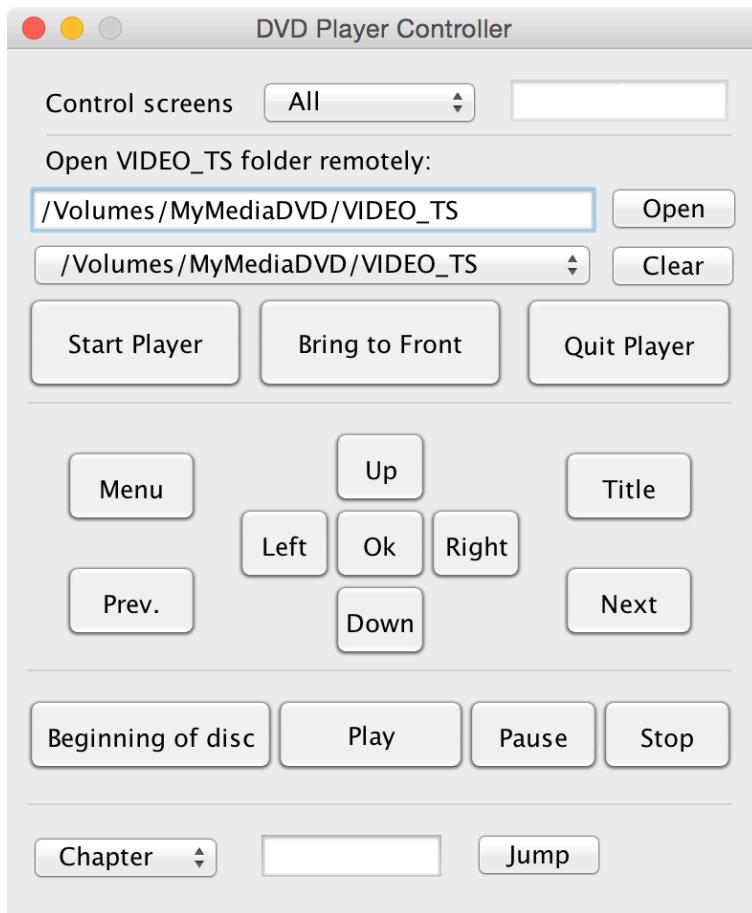 DVD Player Controller
Control screens All
Open VIDEO_TS folder remotely:
/Volumes/MyMediaDVD/VIDEO_TS Open
/Volumes/MyMediaDVD/VIDEO_TS Clear
Start Player Bring to Front Quit Player
Up
Menu Title
Left Ok Right
Prev. Next
Down
Beginning of disc Play Pause Stop
Chapter Jump